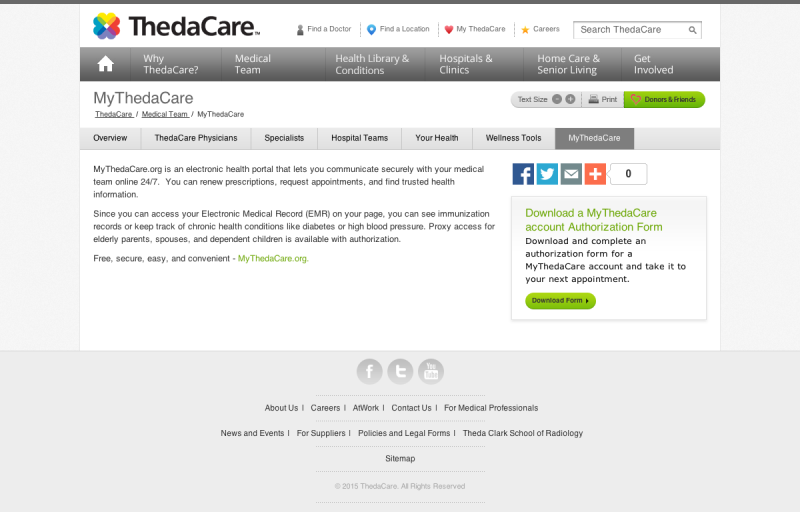 ThedaCare™
Find a Doctor
Find a Location
My ThedaCare
Careers
Search ThedaCare
Why
ThedaCare?
Medical
Team
Health Library &
Conditions
Hospitals &
Clinics
Home Care &
Senior Living
Get
Involved
MyThedaCare
ThedaCare / Medical Team / MyThedaCare
Text Size - +
Print
Donors & Friends
Overview
ThedaCare Physicians
Specialists
Hospital Teams
Your Health
Wellness Tools
MyThedaCare
MyThedaCare.org is an electronic health portal that lets you communicate securely with your medical
team online 24/7.  You can renew prescriptions, request appointments, and find trusted health
information.
Since you can access your Electronic Medical Record (EMR) on your page, you can see immunization
records or keep track of chronic health conditions like diabetes or high blood pressure. Proxy access for
elderly parents, spouses, and dependent children is available with authorization.
Free, secure, easy, and convenient - MyThedaCare.org.
0
Download a MyThedaCare
account Authorization Form
Download and complete an
authorization form for a
MyThedaCare account and take it to
your next appointment.
Download Form
You Tube
About Us | Careers | AtWork | Contact Us | For Medical Professionals
News and Events | For Suppliers | Policies and Legal Forms | Theda Clark School of Radiology
Sitemap
© 2015 ThedaCare. All Rights Reserved